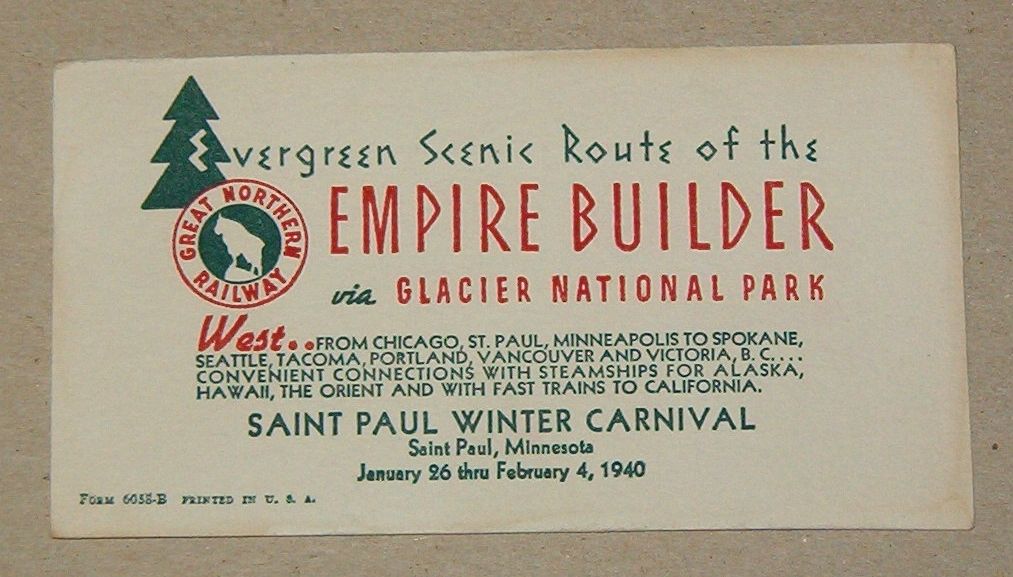 Evergreen Scenic Route of the
GREAT NORTHERN RAILWAY
EMPIRE BUILDER
via GLACIER NATIONAL PARK
West.. FROM CHICAGO, ST. PAUL, MINNEAPOLIS TO SPOKANE,
SEATTLE, TACOMA, PORTLAND, VANCOUVER AND VICTORIA, B. C....
CONVENIENT CONNECTIONS WITH STEAMSHIPS FOR ALASKA,
HAWAII, THE ORIENT AND WITH FAST TRAINS TO CALIFORNIA.
SAINT PAUL WINTER CARNIVAL
Saint Paul, Minnesota
January 26 thru February 4, 1940
FORM 6038-B PRINTED IN U. S. A.